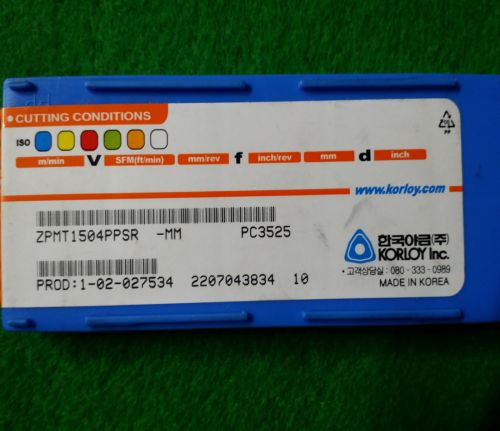 CUTTING CONDITIONS
ISO
m/min V SFM(ft/min) mm/rev f inch/rev mm d inch
PP
www.korloy.com
ZPMT1504PPSR -MM PC3525
PROD:1-02-027534 2207043834 10
한국야금(주)
KORLOY Inc.
고객상담실 : 080 - 333 - 0989
MADE IN KOREA